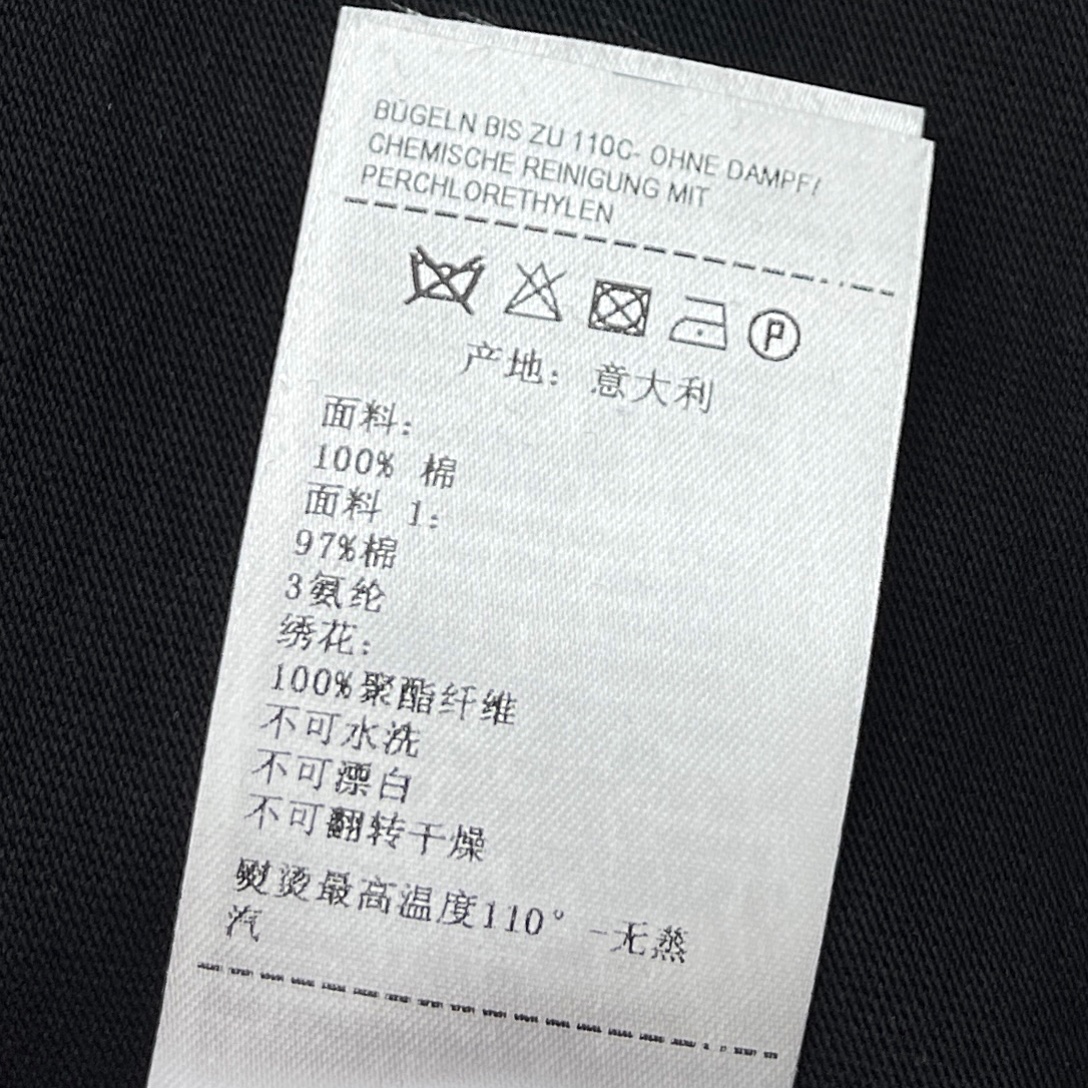 BÜGELN BIS ZU 110C- OHNE DAMPF/
CHEMISCHE REINIGUNG MIT
PERCHLORETHYLEN
P
产地: 意大利
面料:
100% 棉
面料 1:
97%棉
3氨纶
绣花:
100%聚酯纤维
不可水洗
不可漂白
不可翻转干燥
熨烫最高温度110° -无蒸
汽